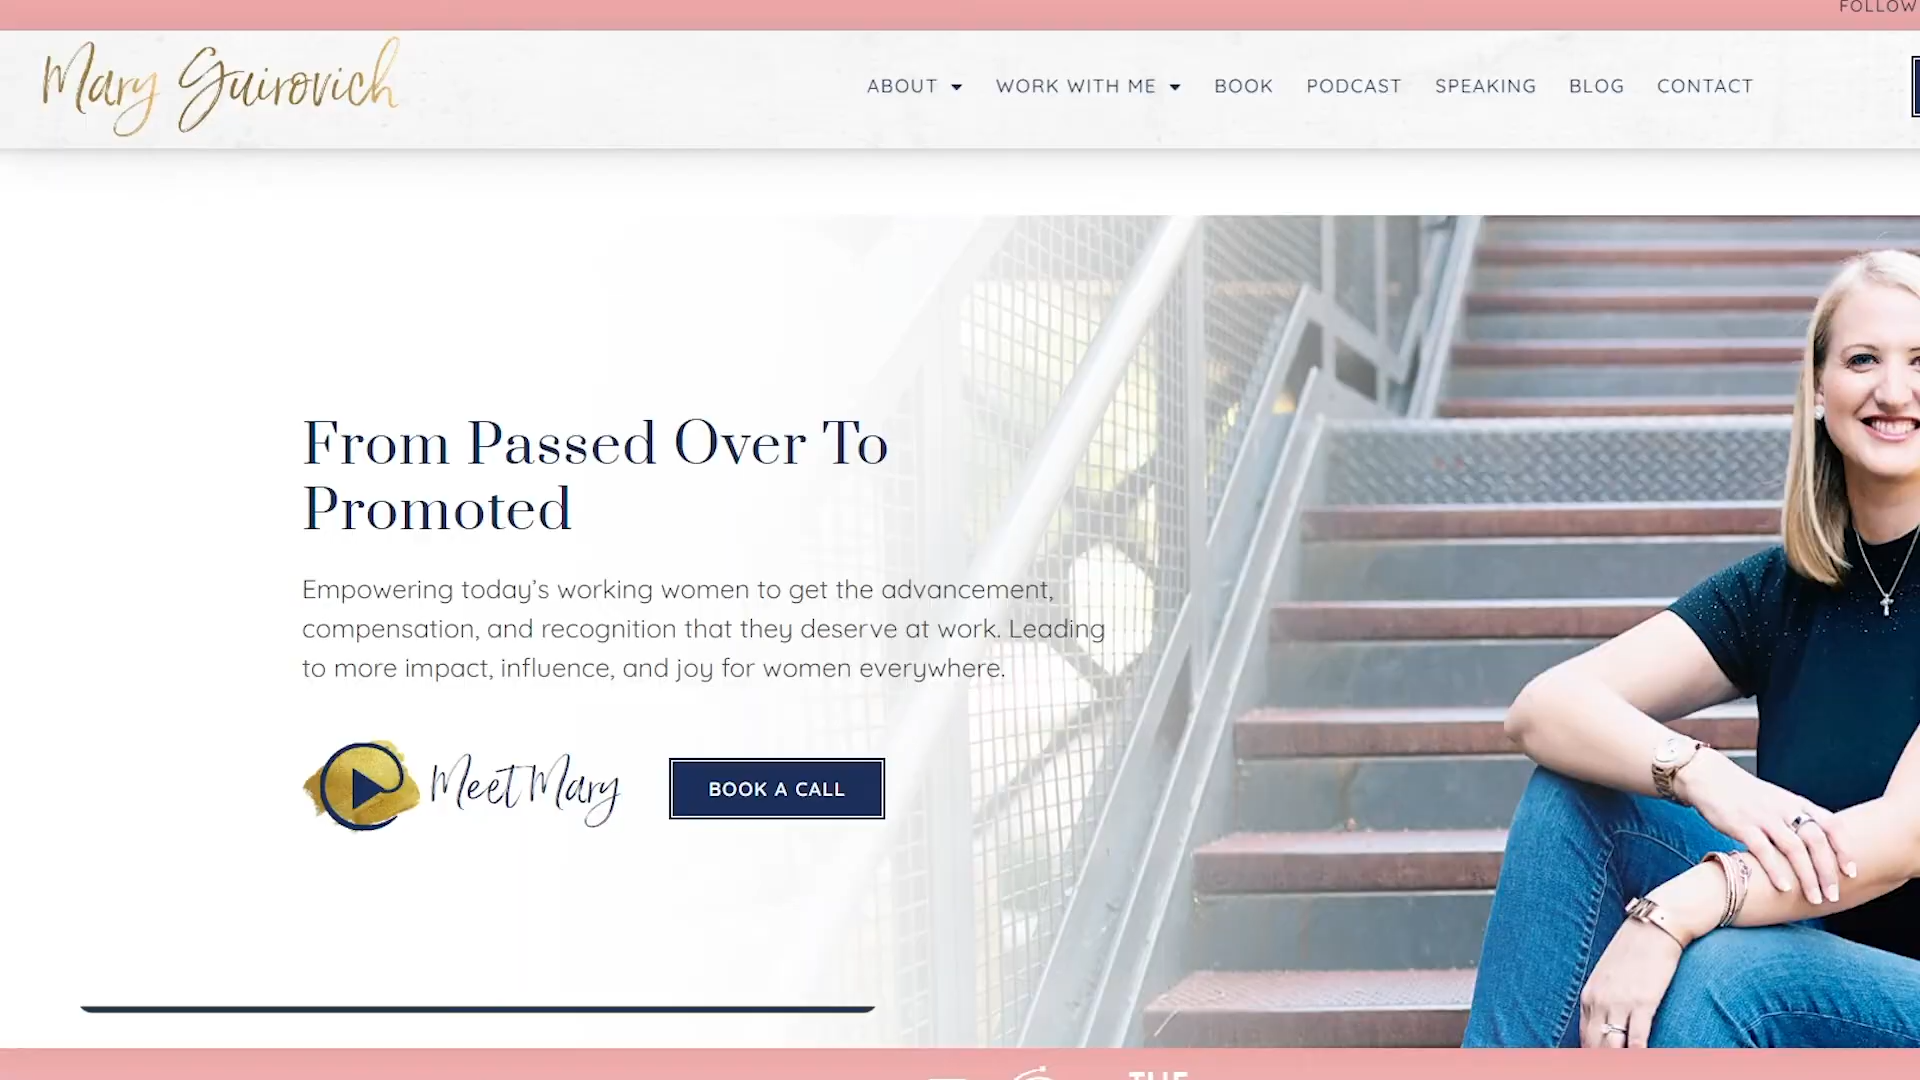 FOLLOW
Mary Guirovich
ABOUT WORK WITH ME BOOK PODCAST SPEAKING BLOG CONTACT
From Passed Over To
Promoted
Empowering today’s working women to get the advancement,
compensation, and recognition that they deserve at work. Leading
to more impact, influence, and joy for women everywhere.
Meet Mary
BOOK A CALL
THE